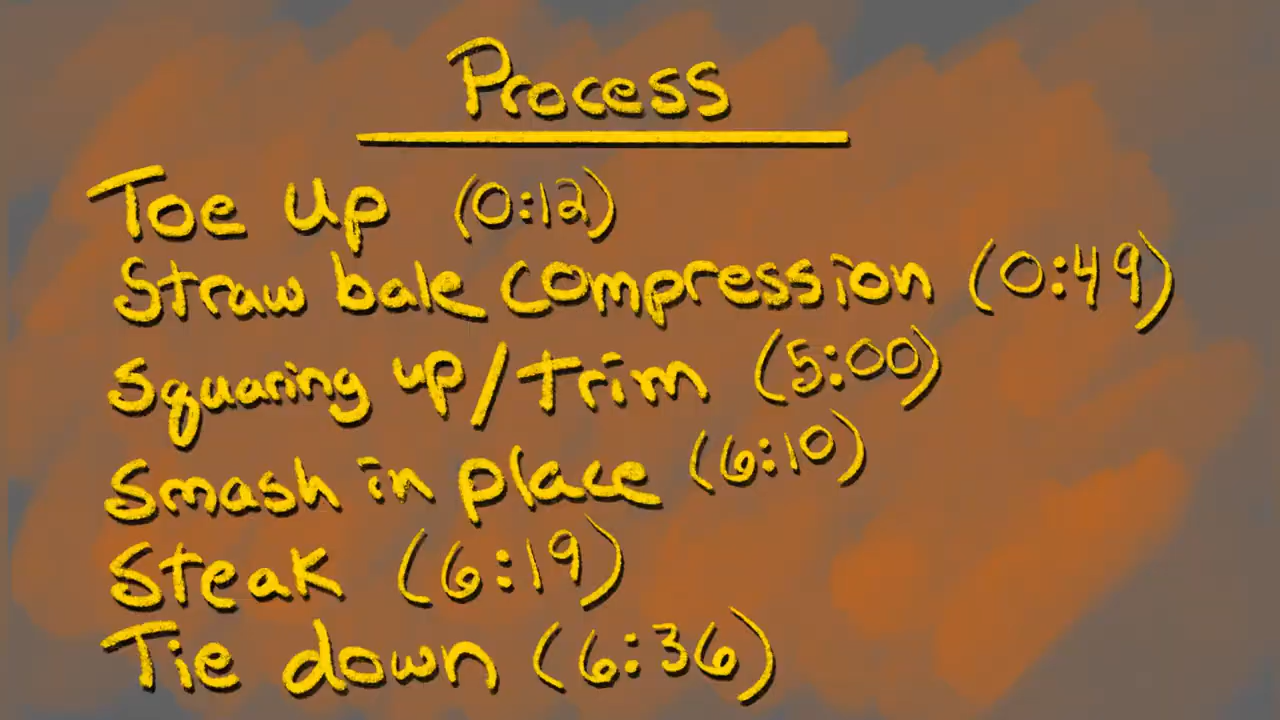 Process
Toe Up (0:12)
Straw bale compression (0:49)
Squaring up/trim (5:00)
Smash in place (6:10)
Steak (6:19)
Tie down (6:36)